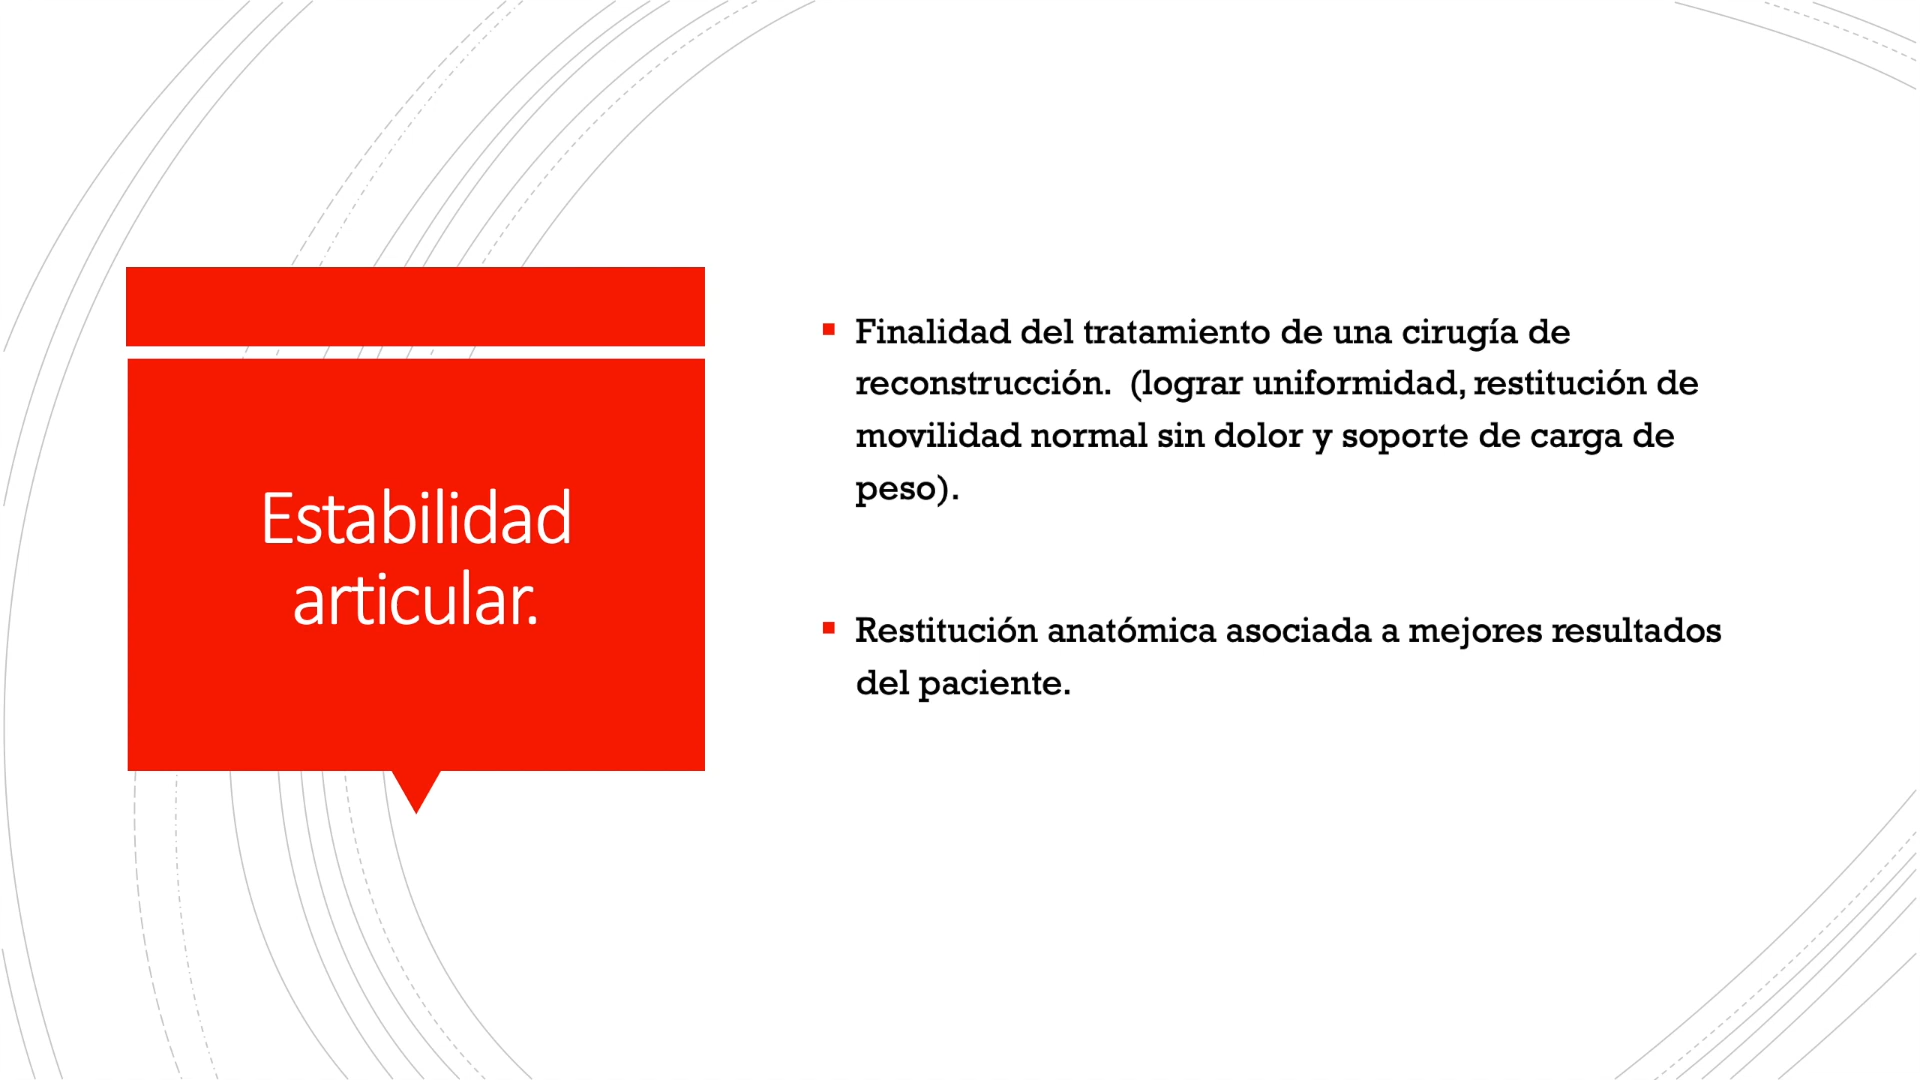 Estabilidad
articular.
Finalidad del tratamiento de una cirugía de
reconstrucción.  (lograr uniformidad, restitución de
movilidad normal sin dolor y soporte de carga de
peso).
Restitución anatómica asociada a mejores resultados
del paciente.